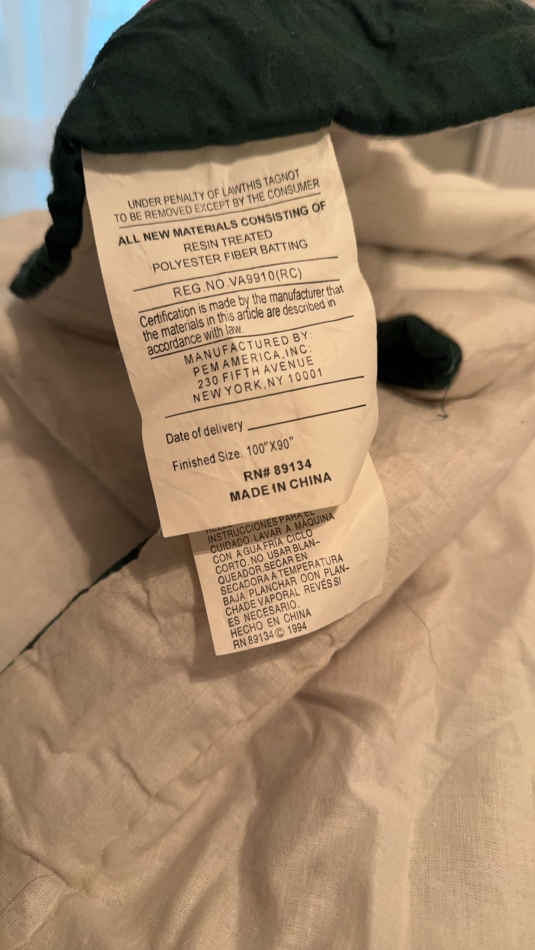 UNDER PENALTY OF LAWTHIS TAGNOT
TO BE REMOVED EXCEPT BY THE CONSUMER
ALL NEW MATERIALS CONSISTING OF
RESIN TREATED
POLYESTER FIBER BATTING
REG.NO.VA9910(RC)
Certification is made by the manufacturer that
the materials in this article are described in
accordance with law.
MANUFACTURED BY:
PEM AMERICA,INC:
230 FIFTH AVENUE
NEW YORK,NY 10001
Date of delivery
Finished Size: 100"X90"
RN# 89134
MADE IN CHINA
INSTRUCCIONES PARA EL
CUIDADO. LAVAR A MAQUINA
CON AGUA FRIA CICLO
CORTO. NO USAR BLAN-
QUEADOR. SECAR EN
SECADORA A TEMPERATURA
BAJA. PLANCHAR OON PLAN-
CHADE VAPORAL REVES SI
ES NECESARIO.
HECHO EN CHINA
RN 89134 © 1994